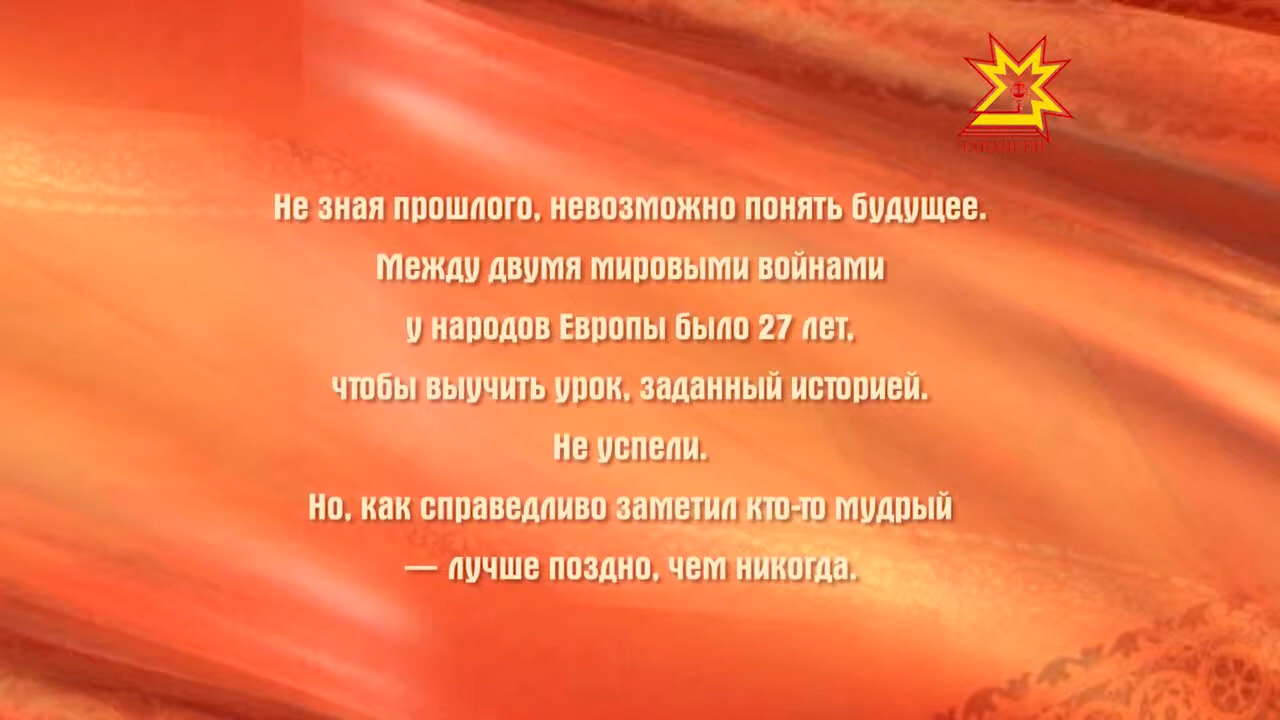 Не зная прошлого, невозможно понять будущее.
Между двумя мировыми войнами
у народов Европы было 27 лет,
чтобы выучить урок, заданный историей.
Не успели.
Но, как справедливо заметил кто-то мудрый
— лучше поздно, чем никогда.